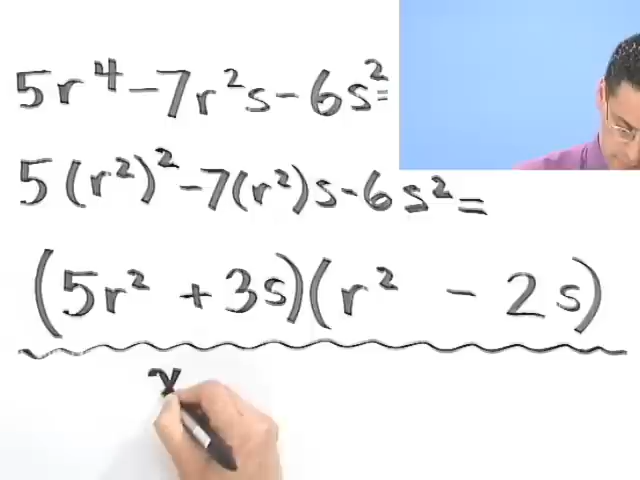 5r⁴-7r²s-6s²=
5(r²)²-7(r²)s-6s²=
(5r²+3s)(r²-2s)